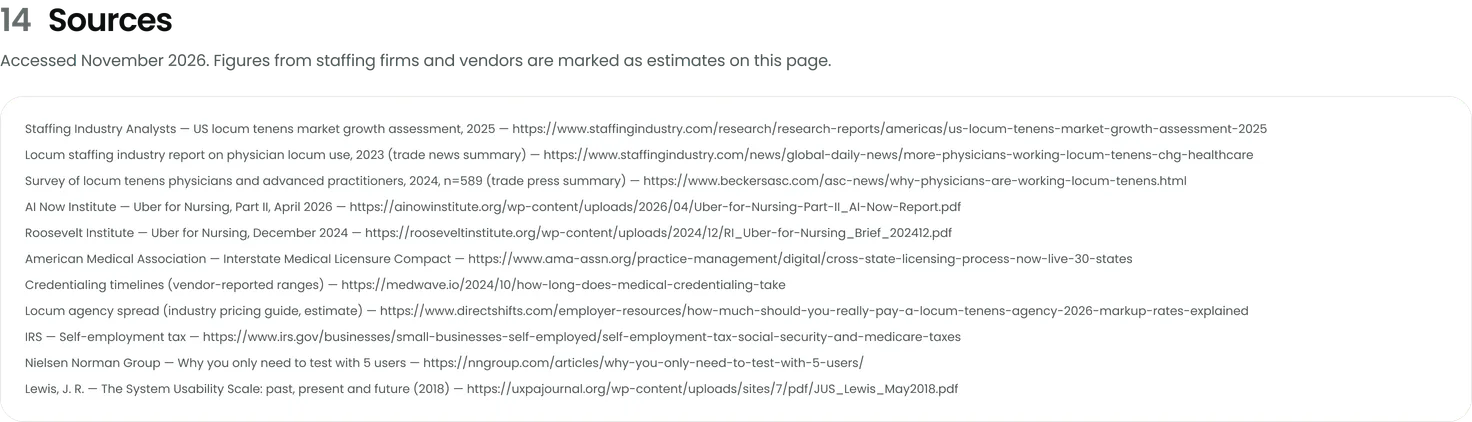 14 Sources
Accessed November 2026. Figures from staffing firms and vendors are marked as estimates on this page.
Staffing Industry Analysts — US locum tenens market growth assessment, 2025 — https://www.staffingindustry.com/research/research-reports/americas/us-locum-tenens-market-growth-assessment-2025
Locum staffing industry report on physician locum use, 2023 (trade news summary) — https://www.staffingindustry.com/news/global-daily-news/more-physicians-working-locum-tenens-chg-healthcare
Survey of locum tenens physicians and advanced practitioners, 2024, n=589 (trade press summary) — https://www.beckersasc.com/asc-news/why-physicians-are-working-locum-tenens.html
AI Now Institute — Uber for Nursing, Part II, April 2026 — https://ainowinstitute.org/wp-content/uploads/2026/04/Uber-for-Nursing-Part-II_AI-Now-Report.pdf
Roosevelt Institute — Uber for Nursing, December 2024 — https://rooseveltinstitute.org/wp-content/uploads/2024/12/RI_Uber-for-Nursing_Brief_202412.pdf
American Medical Association — Interstate Medical Licensure Compact — https://www.ama-assn.org/practice-management/digital/cross-state-licensing-process-now-live-30-states
Credentialing timelines (vendor-reported ranges) — https://medwave.io/2024/10/how-long-does-medical-credentialing-take
Locum agency spread (industry pricing guide, estimate) — https://www.directshifts.com/employer-resources/how-much-should-you-really-pay-a-locum-tenens-agency-2026-markup-rates-explained
IRS — Self-employment tax — https://www.irs.gov/businesses/small-businesses-self-employed/self-employment-tax-social-security-and-medicare-taxes
Nielsen Norman Group — Why you only need to test with 5 users — https://nngroup.com/articles/why-you-only-need-to-test-with-5-users/
Lewis, J. R. — The System Usability Scale: past, present and future (2018) — https://uxpajournal.org/wp-content/uploads/sites/7/pdf/JUS_Lewis_May2018.pdf